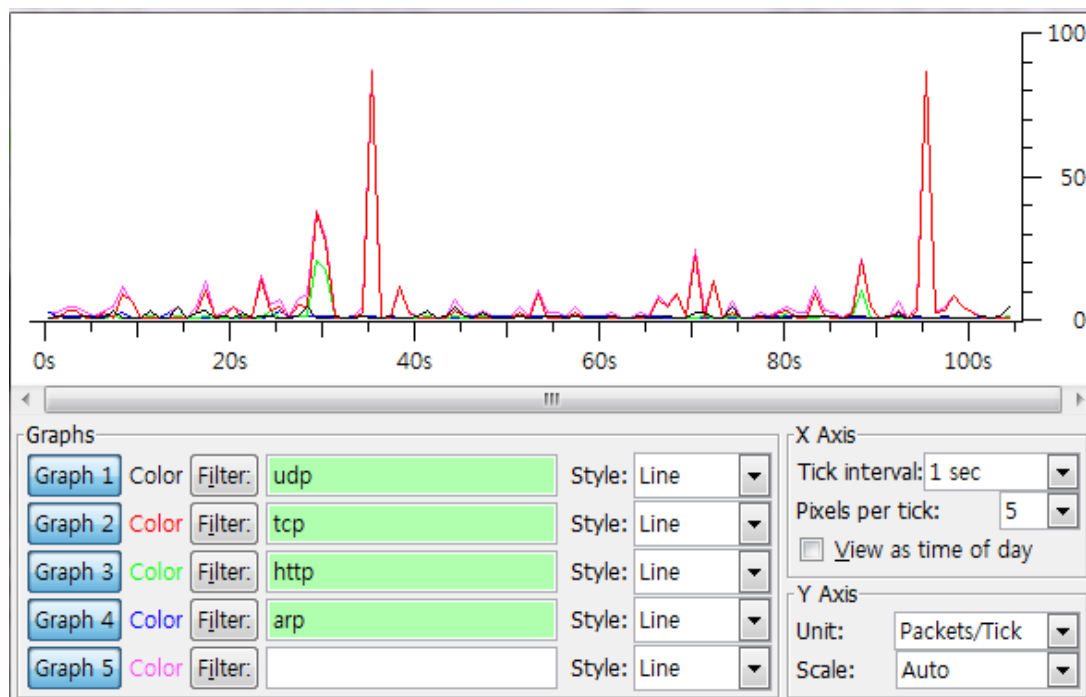 100
50
0
0s 20s 40s 60s 80s 100s
Graphs
Graph 1 Color Filter: udp Style: Line
Graph 2 Color Filter: tcp Style: Line
Graph 3 Color Filter: http Style: Line
Graph 4 Color Filter: arp Style: Line
Graph 5 Color Filter: Style: Line
X Axis
Tick interval: 1 sec
Pixels per tick: 5
View as time of day
Y Axis
Unit: Packets/Tick
Scale: Auto